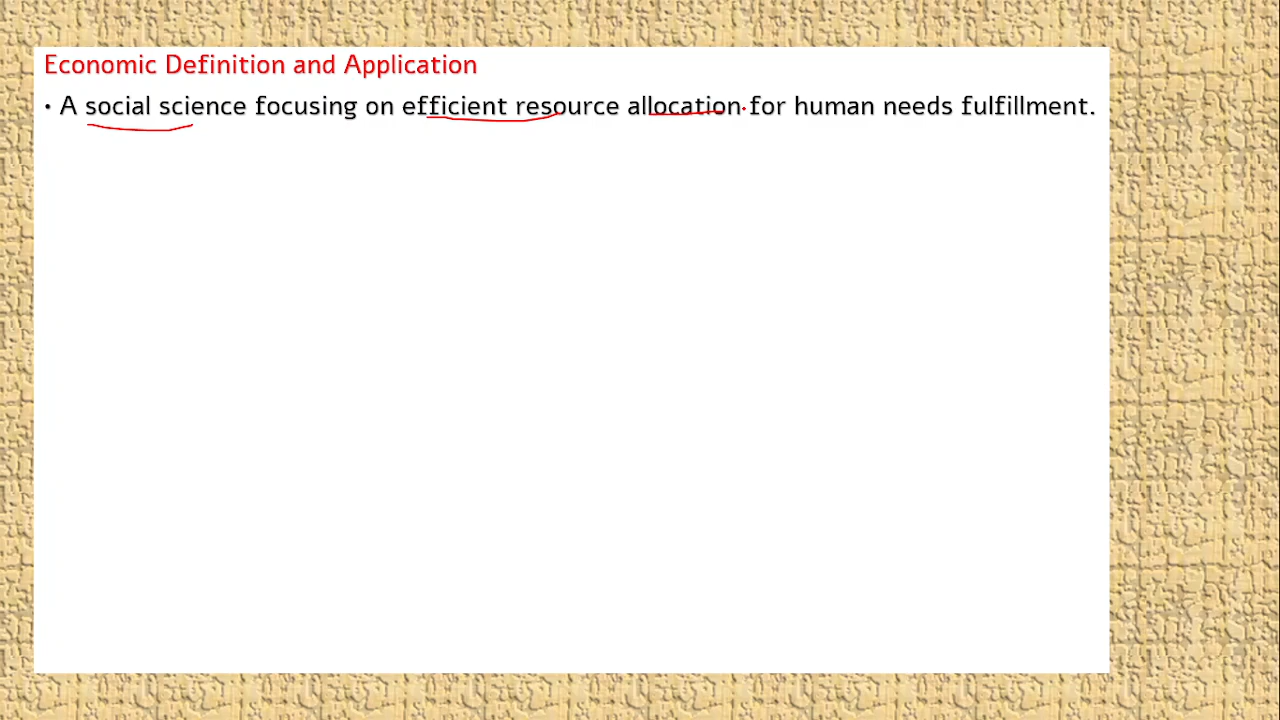 Economic Definition and Application
• A social science focusing on efficient resource allocation for human needs fulfillment.